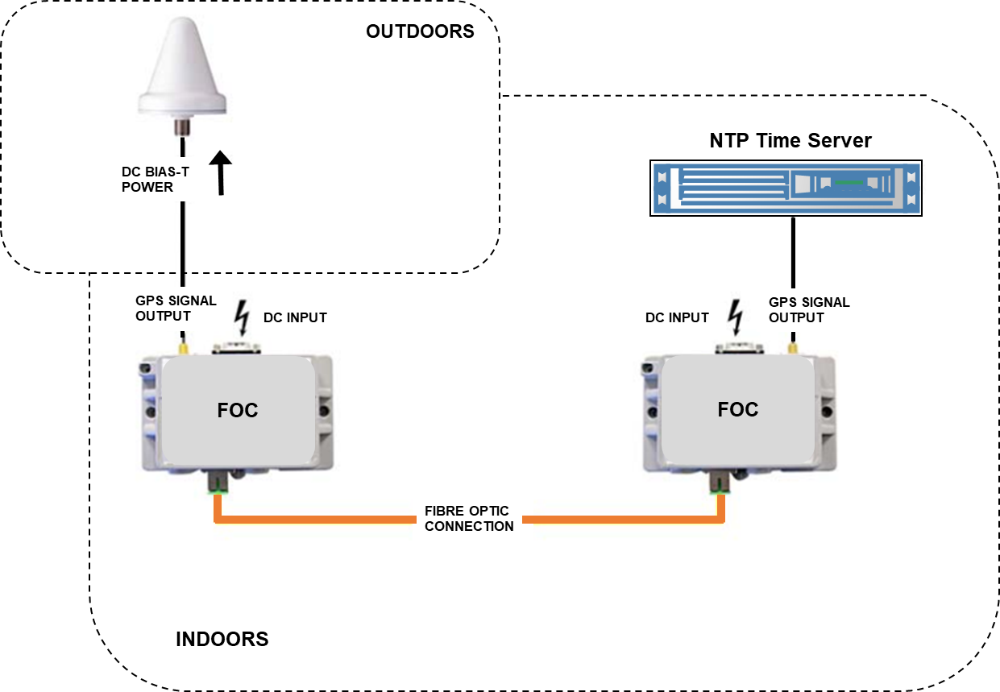 OUTDOORS
NTP Time Server
DC BIAS-T
POWER
GPS SIGNAL
OUTPUT
DC INPUT
DC INPUT
GPS SIGNAL
OUTPUT
FOC
FOC
FIBRE OPTIC
CONNECTION
INDOORS